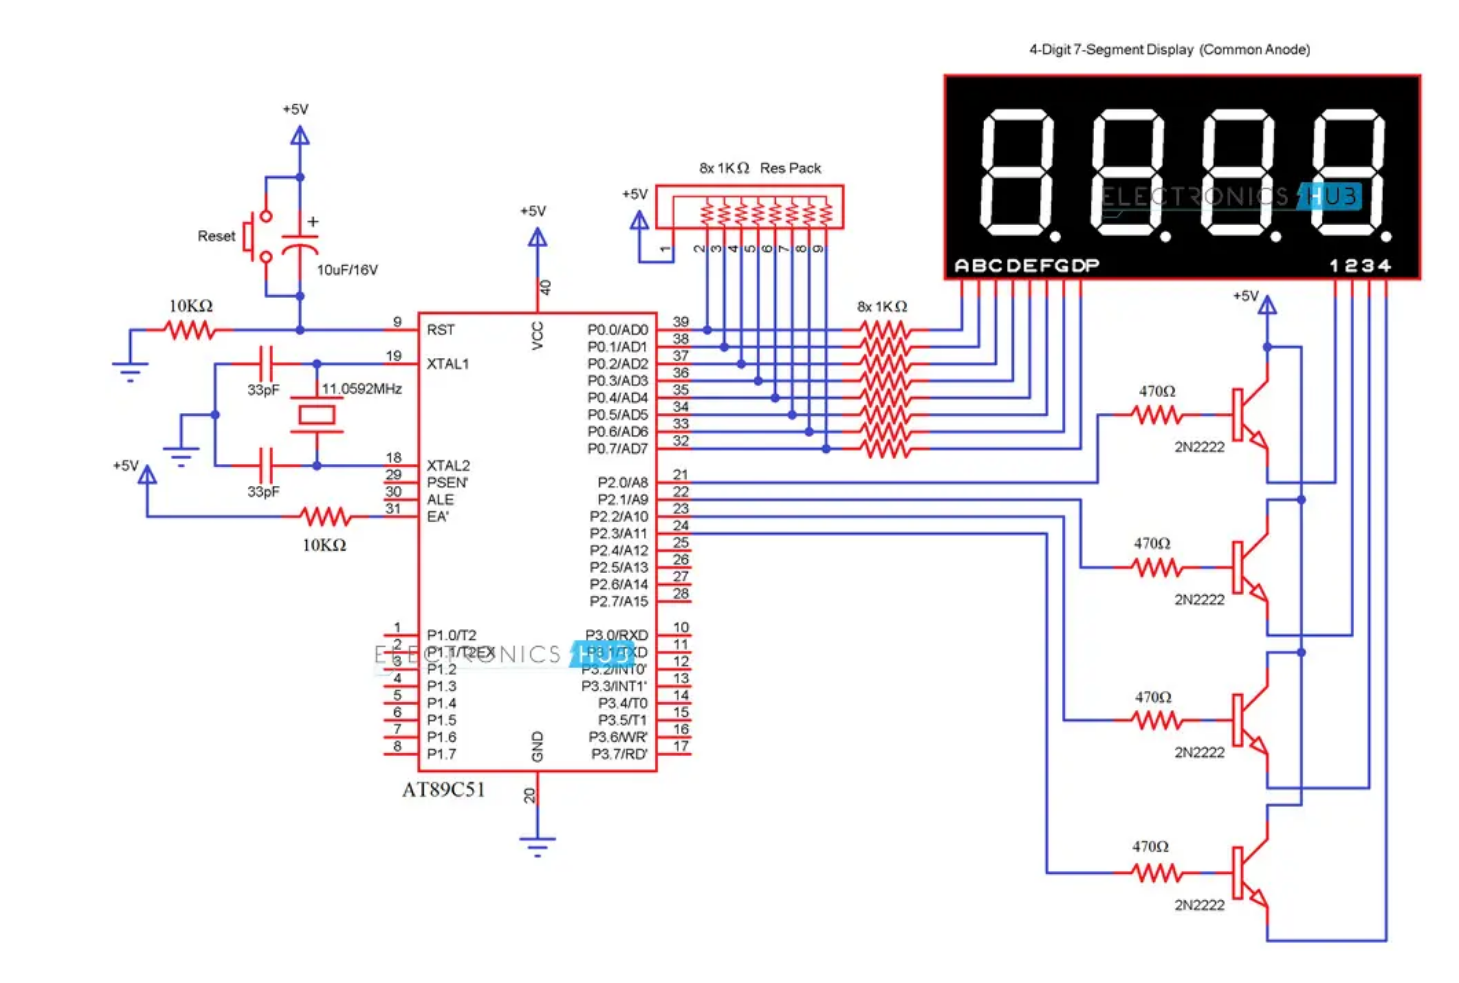 4-Digit 7-Segment Display (Common Anode)
+5V
8x 1KΩ Res Pack
+5V
ELECTRONICS HUB
+5V
Reset
+
10uF/16V
1
2
3
4
5
6
7
8
9
ABCDEFGDP
1234
10KΩ
40
8x 1KΩ
+5V
9 RST
VCC
P0.0/AD0 39
P0.1/AD1 38
19 XTAL1
P0.2/AD2 37
33pF
11.0592MHz
P0.3/AD3 36
P0.4/AD4 35
470Ω
P0.5/AD5 34
P0.6/AD6 33
P0.7/AD7 32
2N2222
+5V
18 XTAL2
29 PSEN'
P2.0/A8 21
33pF
30 ALE
P2.1/A9 22
31 EA'
P2.2/A10 23
P2.3/A11 24
10KΩ
470Ω
P2.4/A12 25
P2.5/A13 26
P2.6/A14 27
P2.7/A15 28
2N2222
1 P1.0/T2
P3.0/RXD 10
2 P1.1/T2EX
P3.1/TXD 11
ELECTRONICS HUB
3 P1.2
P3.2/INT0' 12
4 P1.3
P3.3/INT1' 13
5 P1.4
P3.4/T0 14
470Ω
6 P1.5
P3.5/T1 15
7 P1.6
P3.6/WR' 16
8 P1.7
P3.7/RD' 17
GND
2N2222
AT89C51
20
470Ω
2N2222